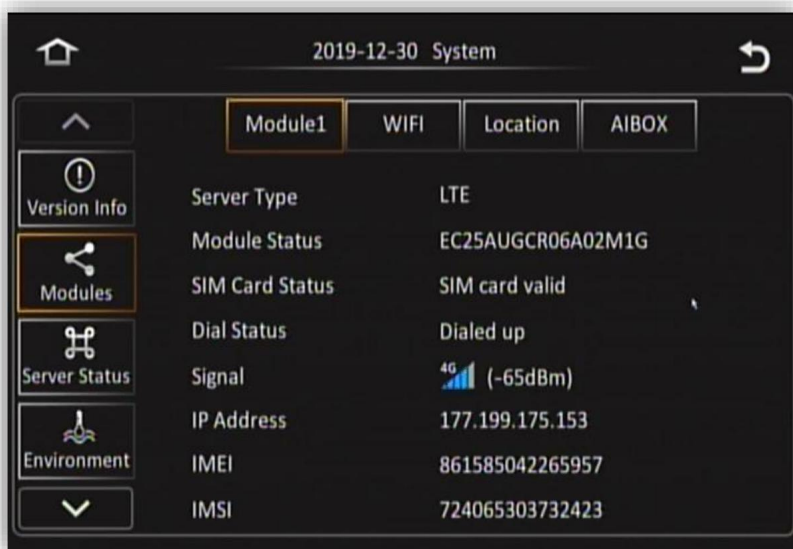 2019-12-30 System
Module1 WIFI Location AIBOX
Version Info
Modules
Server Status
Environment
Server Type LTE
Module Status EC25AUGCR06A02M1G
SIM Card Status SIM card valid
Dial Status Dialed up
Signal 4G (-65dBm)
IP Address 177.199.175.153
IMEI 861585042265957
IMSI 724065303732423